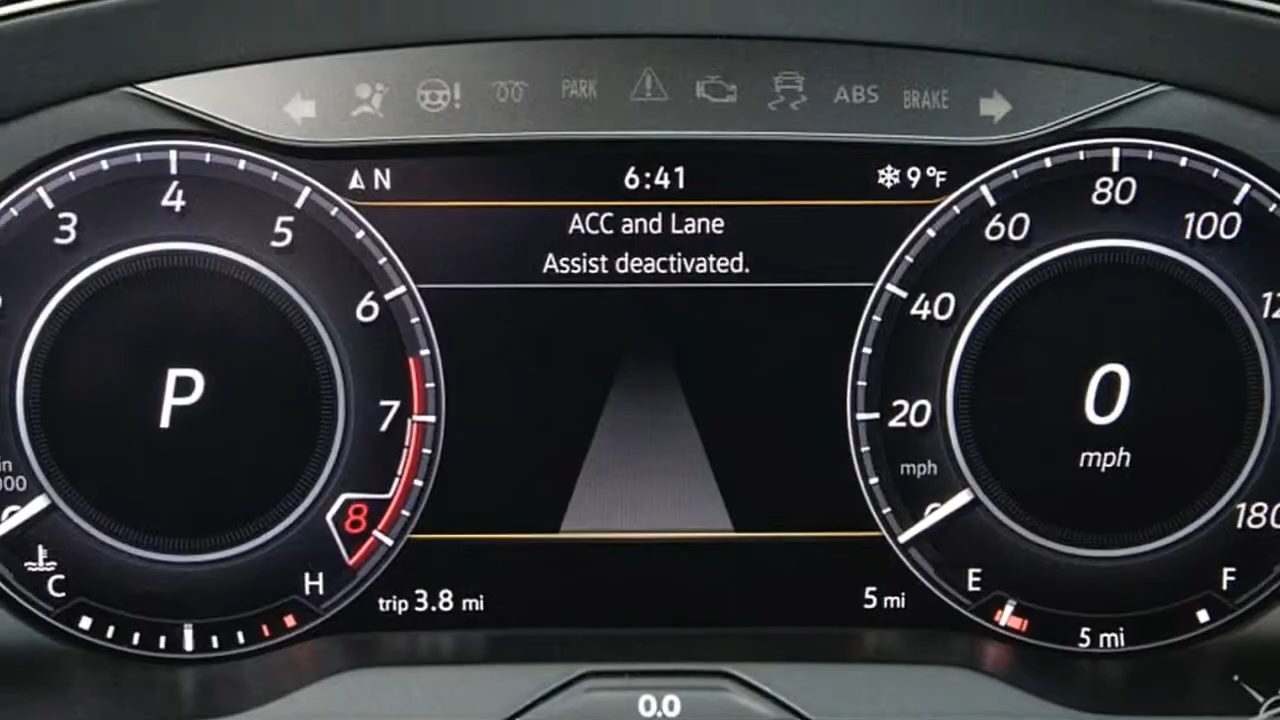 PARK
ABS
BRAKE
N
6:41
9 °F
ACC and Lane
Assist deactivated.
3
4
5
6
7
8
P
C
H
trip 3.8 mi
5 mi
20
40
60
80
100
180
mph
0
mph
E
F
5 mi
0.0